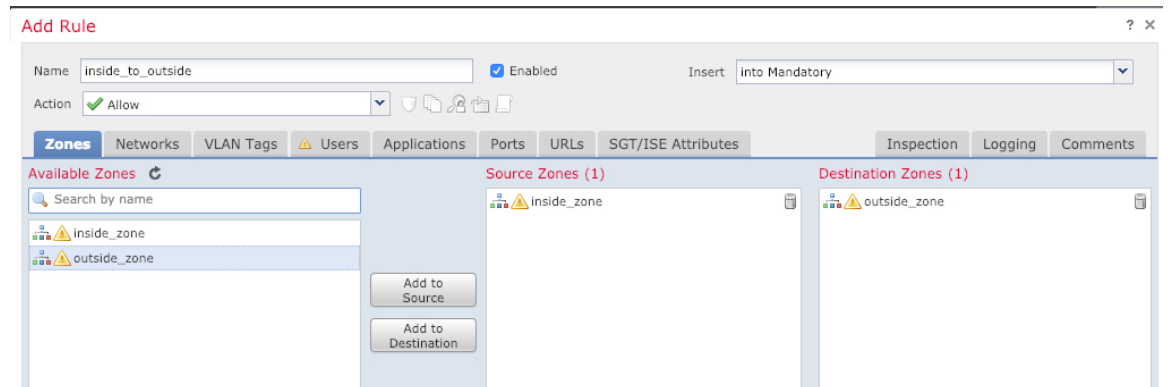 Add Rule ? ×
Name inside_to_outside Enabled Insert into Mandatory
Action Allow
Zones Networks VLAN Tags Users Applications Ports URLs SGT/ISE Attributes Inspection Logging Comments
Available Zones Source Zones (1) Destination Zones (1)
Search by name inside_zone outside_zone
inside_zone
outside_zone
Add to
Source
Add to
Destination